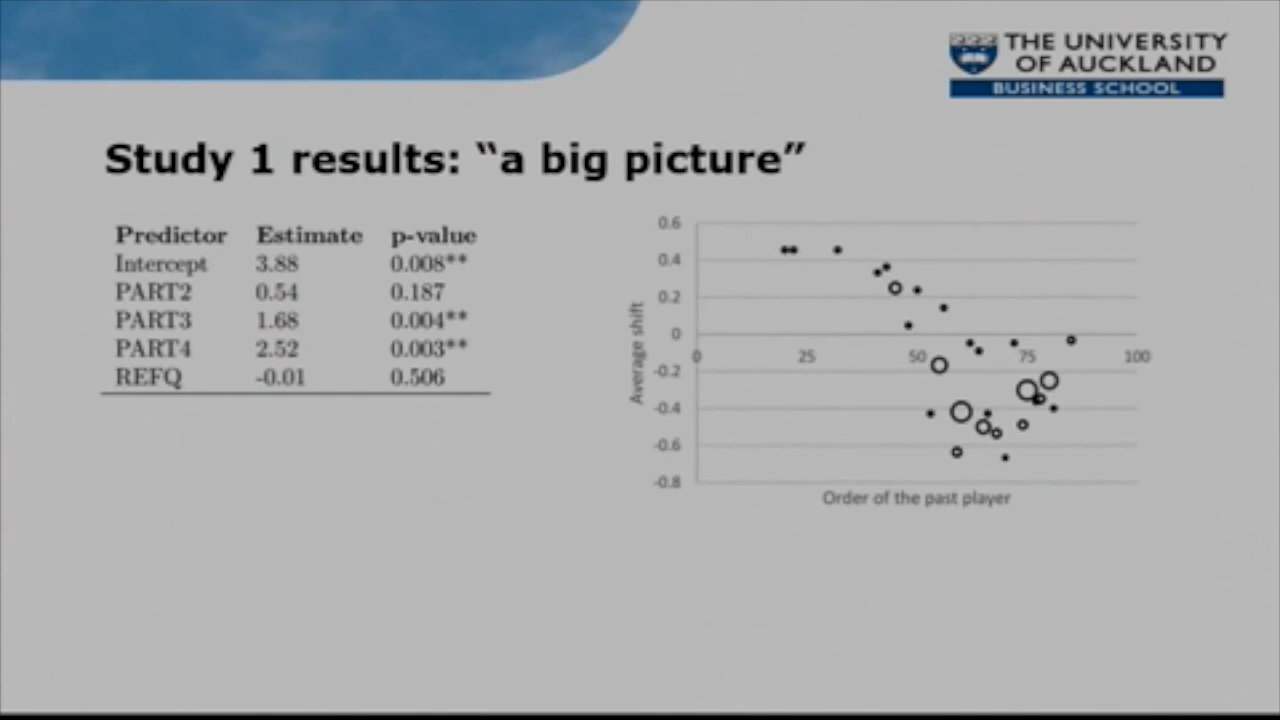 THE UNIVERSITY
OF AUCKLAND
BUSINESS SCHOOL
Study 1 results: “a big picture”
Predictor Estimate p-value
Intercept 3.88 0.008**
PART2 0.54 0.187
PART3 1.68 0.004**
PART4 2.52 0.003**
REFQ -0.01 0.506
0.6
0.4
0.2
0
-0.2
-0.4
-0.6
-0.8
Average shift
0 25 50 75 100
Order of the past player